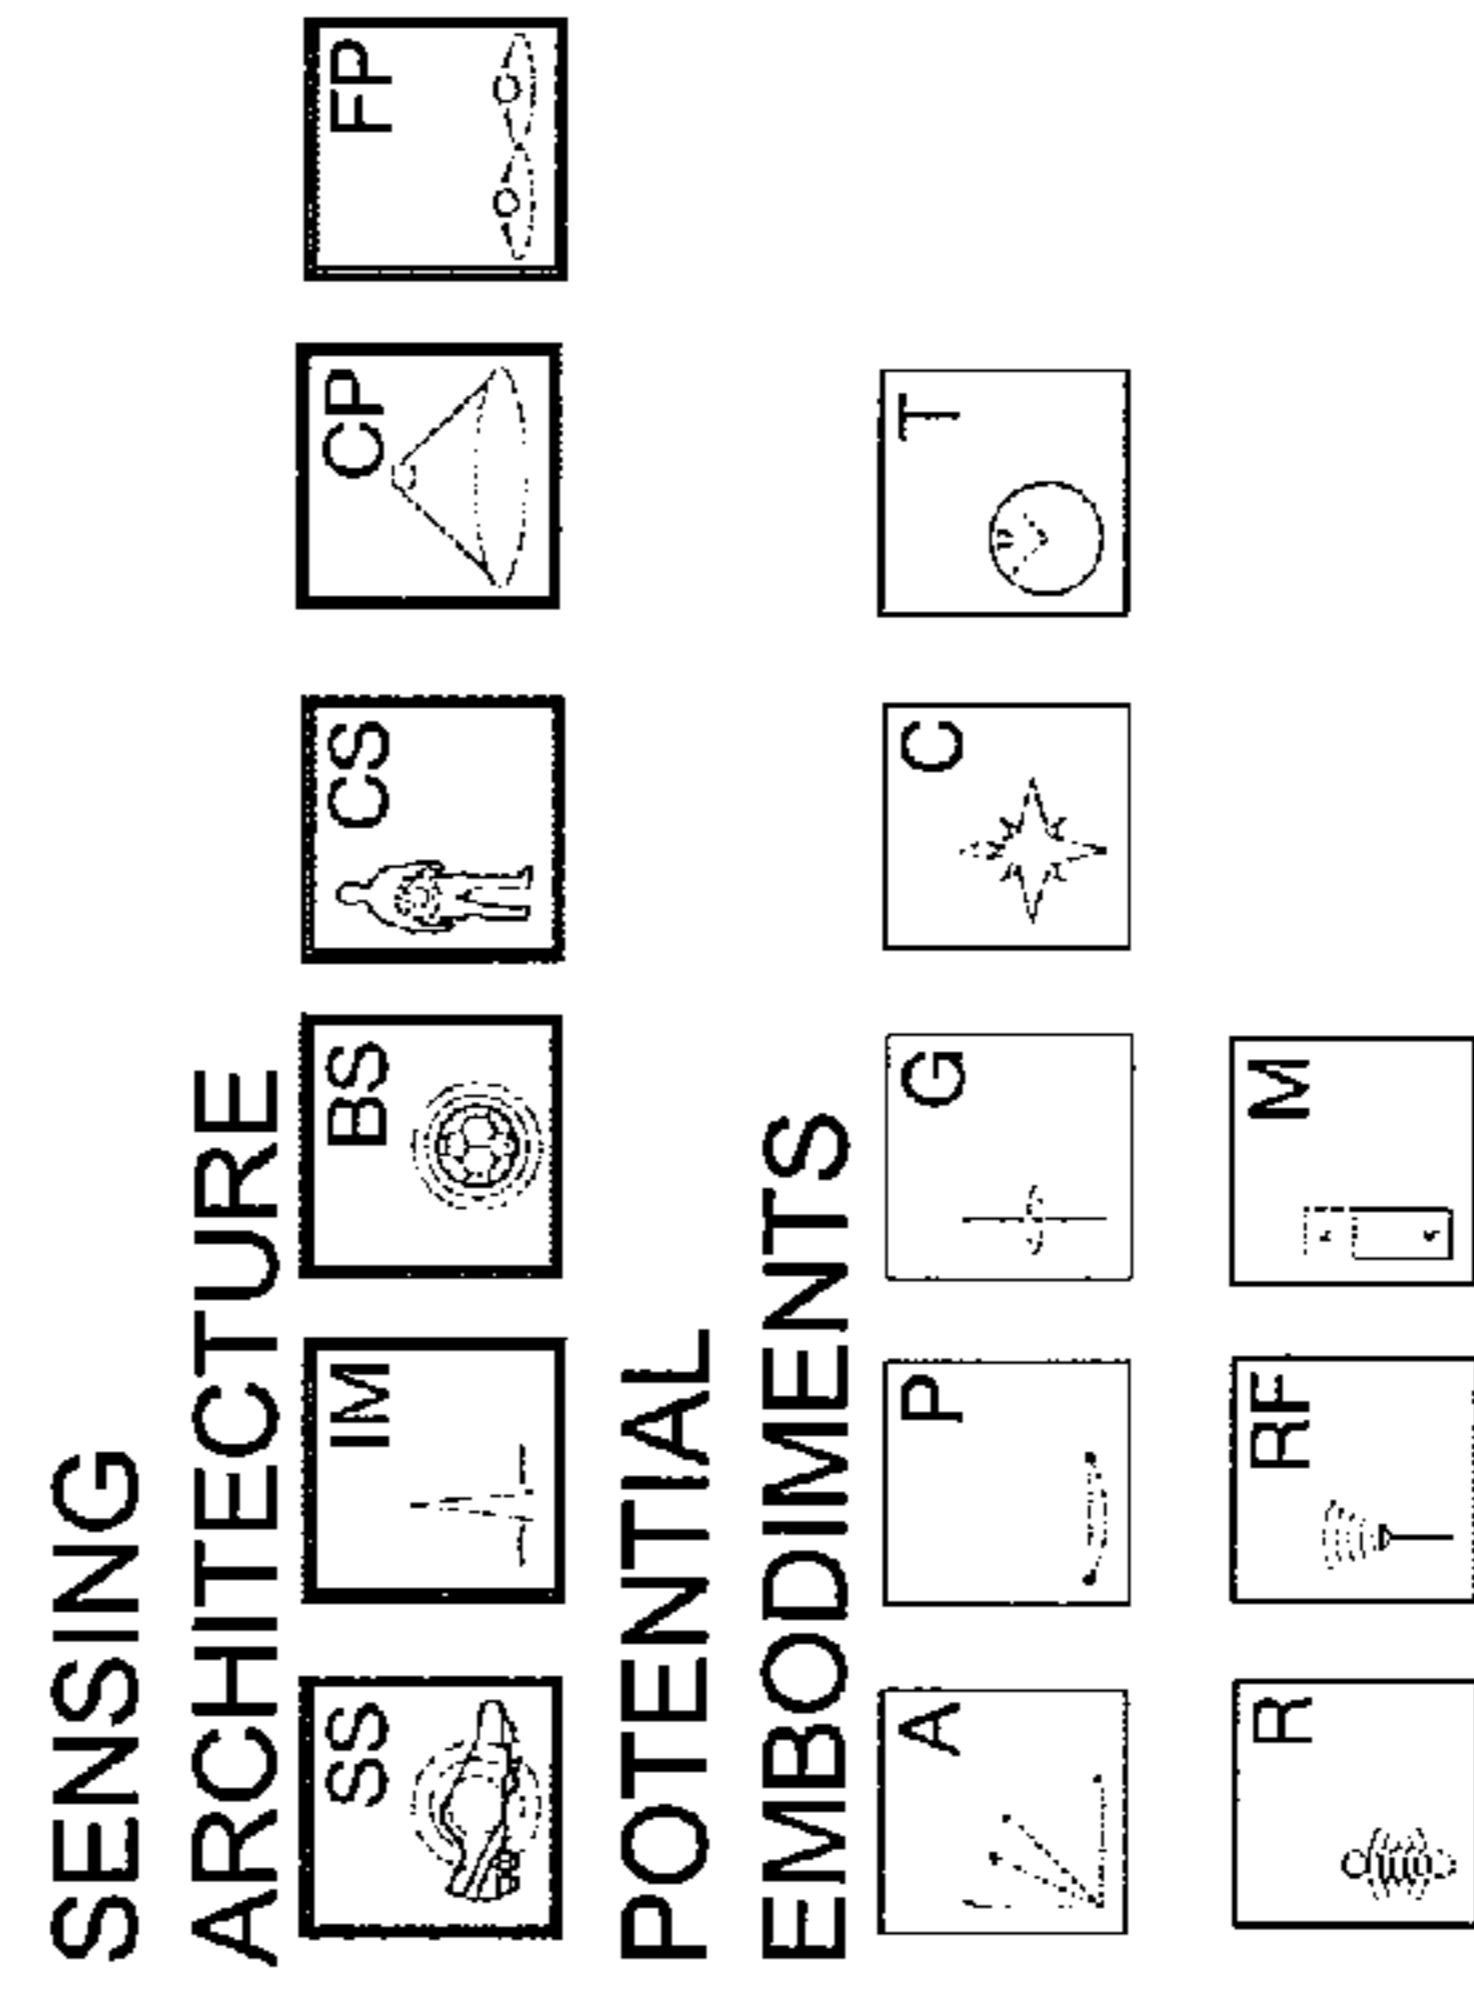 SENSING
ARCHITECTURE
SS IM BS CS CP FP
POTENTIAL
EMBODIMENTS
A P G C T
R RF M